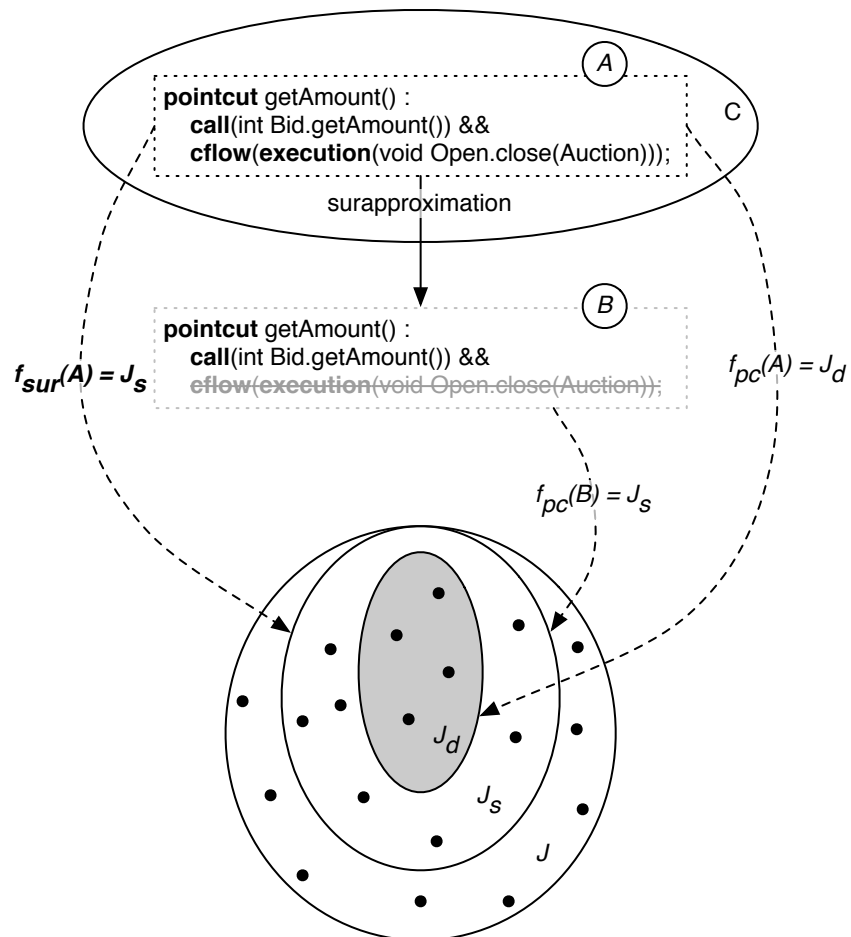 A
pointcut getAmount() :
call(int Bid.getAmount()) &&
cflow(execution(void Open.close(Auction)));
C
surapproximation
B
pointcut getAmount() :
call(int Bid.getAmount()) &&
cflow(execution(void Open.close(Auction));
fsur(A) = Js
fpc(A) = Jd
fpc(B) = Js
Jd
Js
J